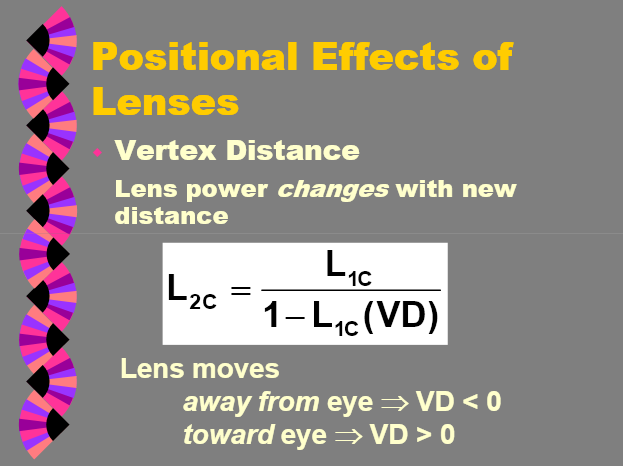 Positional Effects of
Lenses
• Vertex Distance
Lens power changes with new
distance
L2C = L1C / 1 – L1C (VD)
Lens moves
away from eye ⇒ VD < 0
toward eye ⇒ VD > 0